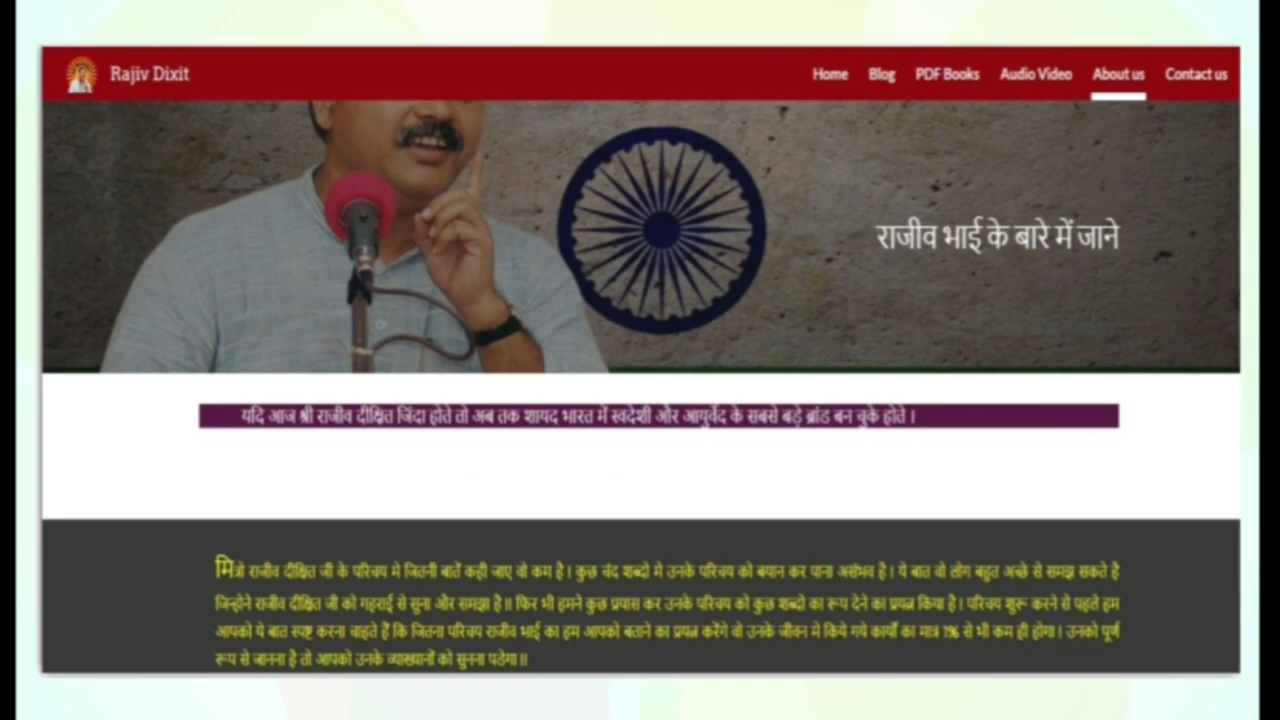 Rajiv Dixit
Home Blog PDF Books Audio Video About us Contact us
राजीव भाई के बारे में जाने
यदि आज श्री राजीव दीक्षित जिंदा होते तो अब तक शायद भारत में स्वदेशी और आयुर्वेद के सबसे बड़े ब्रांड बन चुके होते ।
मित्रो राजीव दीक्षित जी के परिचय मे जितनी बातें कही जाए वो कम है ! कुछ चंद शब्दो मे उनके परिचय को बयान कर पाना असंभव है ! ये बात वो लोग बहुत अच्छे से समझ सकते है
जिन्होने राजीव दीक्षित जी को गहराई से सुना और समझा है !! फिर भी हमने कुछ प्रयास कर उनके परिचय को कुछ शब्दो का रूप देने का प्रयत्न किया है ! परिचय शुरू करने से पहले हम
आपको ये बात स्पष्ट करना चाहते हैं कि जितना परिचय राजीव भाई का हम आपको बताने का प्रयत्न करेंगे वो उनके जीवन मे किये गये कार्यों का मात्र 1% से भी कम ही होगा ! उनको पूर्ण
रूप से जानना है तो आपको उनके व्याख्यानों को सुनना पडेगा !!